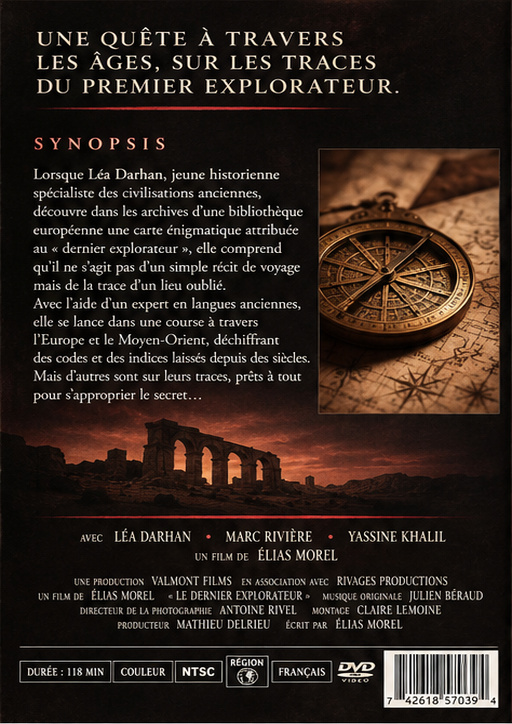 UNE QUÊTE À TRAVERS
LES ÂGES, SUR LES TRACES
DU PREMIER EXPLORATEUR.
SYNOPSIS
Lorsque Léa Darhan, jeune historienne
spécialiste des civilisations anciennes,
découvre dans les archives d’une bibliothèque
européenne une carte énigmatique attribuée
au « dernier explorateur », elle comprend
qu’il ne s’agit pas d’un simple récit de voyage
mais de la trace d’un lieu oublié.
Avec l’aide d’un expert en langues anciennes,
elle se lance dans une course à travers
l’Europe et le Moyen-Orient, déchiffrant
des codes et des indices laissés depuis des siècles.
Mais d’autres sont sur leurs traces, prêts à tout
pour s’approprier le secret…
AVEC LÉA DARHAN • MARC RIVIÈRE • YASSINE KHALIL
UN FILM DE ÉLIAS MOREL
UNE PRODUCTION VALMONT FILMS EN ASSOCIATION AVEC RIVAGES PRODUCTIONS
UN FILM DE ÉLIAS MOREL « LE DERNIER EXPLORATEUR » MUSIQUE ORIGINALE JULIEN BÉRAUD
DIRECTEUR DE LA PHOTOGRAPHIE ANTOINE RIVEL MONTAGE CLAIRE LEMOINE
PRODUCTEUR MATHIEU DELRIEU ÉCRIT PAR ÉLIAS MOREL
DURÉE : 118 MIN COULEUR NTSC RÉGION FRANÇAIS DVD VIDEO
7 42618 57039 4